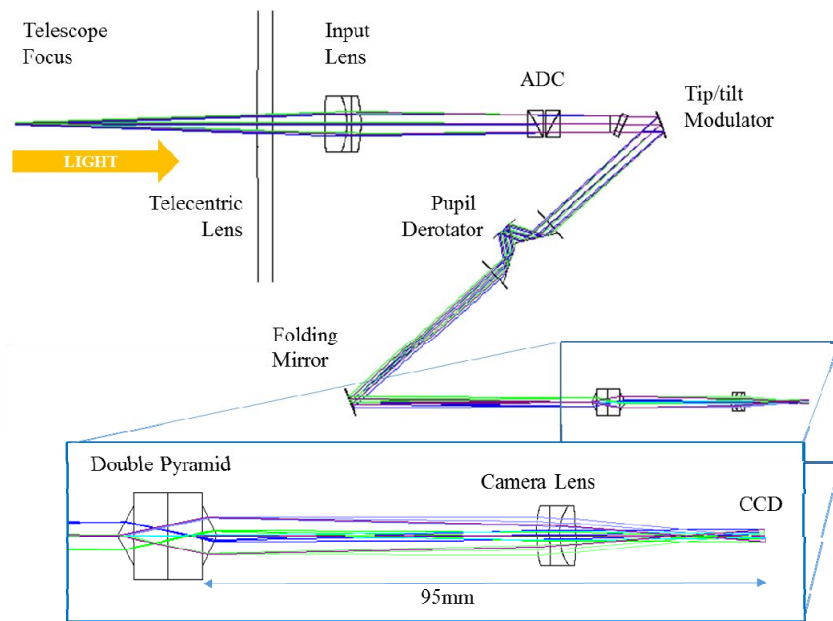 Telescope
Focus
Input
Lens
ADC
Tip/tilt
Modulator
LIGHT
Telecentric
Lens
Pupil
Derotator
Folding
Mirror
Double Pyramid
Camera Lens
CCD
95mm